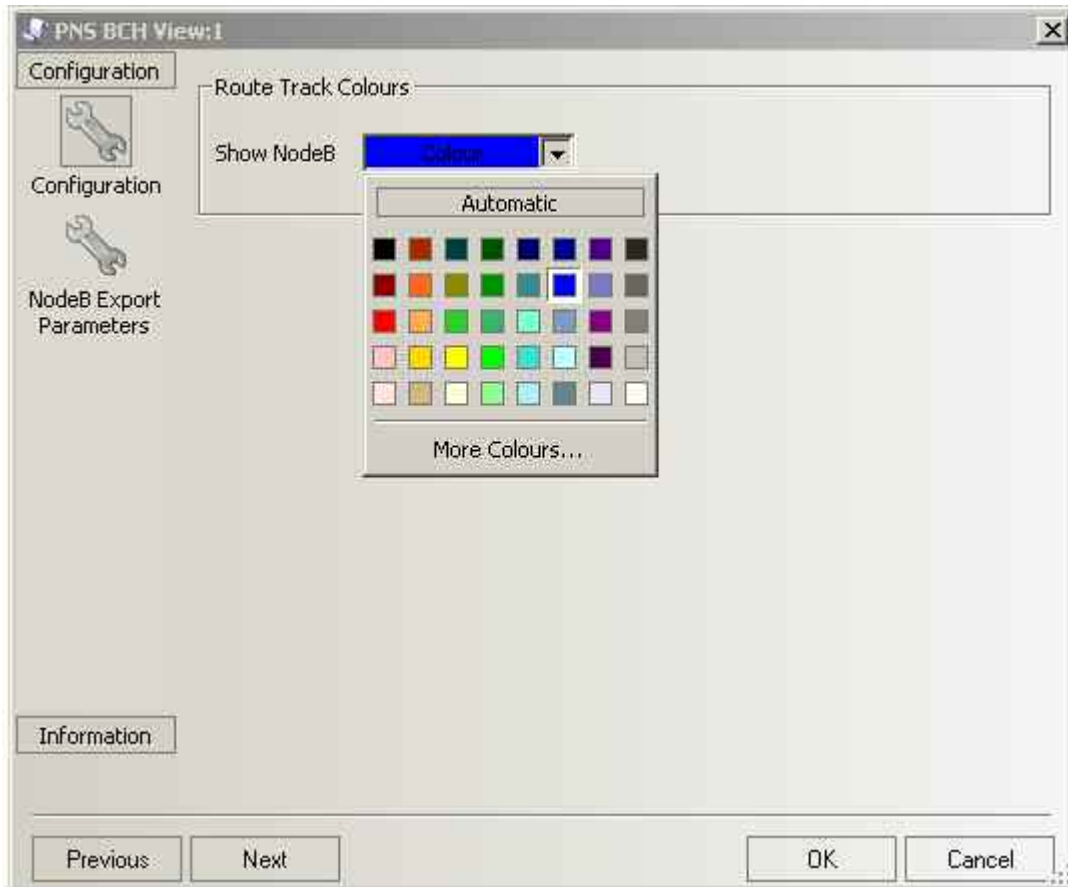 PNS BCH View:1
Configuration
Route Track Colours
Show NodeB
Colour
Configuration
Automatic
NodeB Export
Parameters
More Colours...
Information
Previous
Next
OK
Cancel